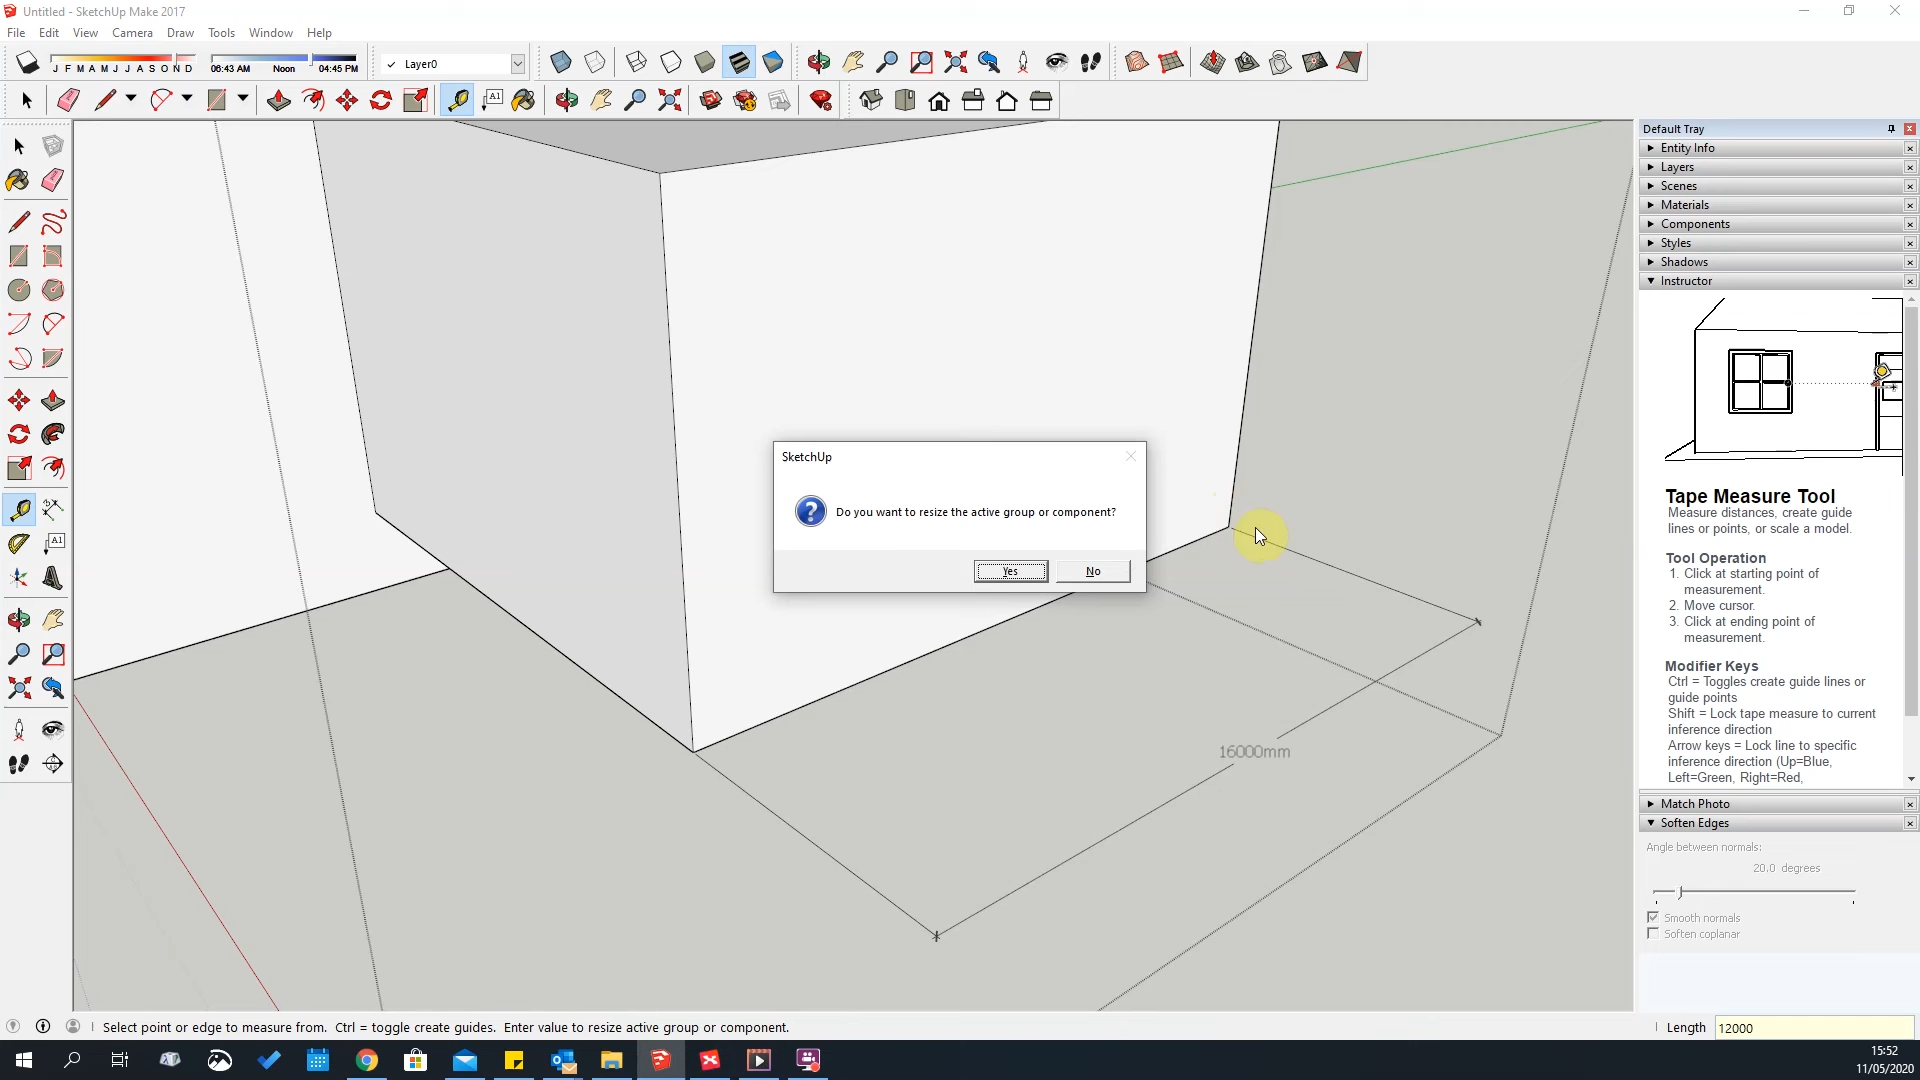 Untitled - SketchUp Make 2017
File Edit View Camera Draw Tools Window Help
J F M A M J J A S O N D
06:43 AM Noon 04:45 PM
Layer0
A1
Default Tray
Entity Info
Layers
Scenes
Materials
Components
Styles
Shadows
Instructor
SketchUp
Do you want to resize the active group or component?
Yes No
16000mm
A1
Tape Measure Tool
Measure distances, create guide
lines or points, or scale a model.
Tool Operation
1. Click at starting point of
measurement.
2. Move cursor.
3. Click at ending point of
measurement.
Modifier Keys
Ctrl = Toggles create guide lines or
guide points
Shift = Lock tape measure to current
inference direction
Arrow keys = Lock line to specific
inference direction (Up=Blue,
Left=Green, Right=Red,
Match Photo
Soften Edges
Angle between normals:
20.0 degrees
Smooth normals
Soften coplanar
Select point or edge to measure from. Ctrl = toggle create guides. Enter value to resize active group or component.
Length 12000
15:52
11/05/2020